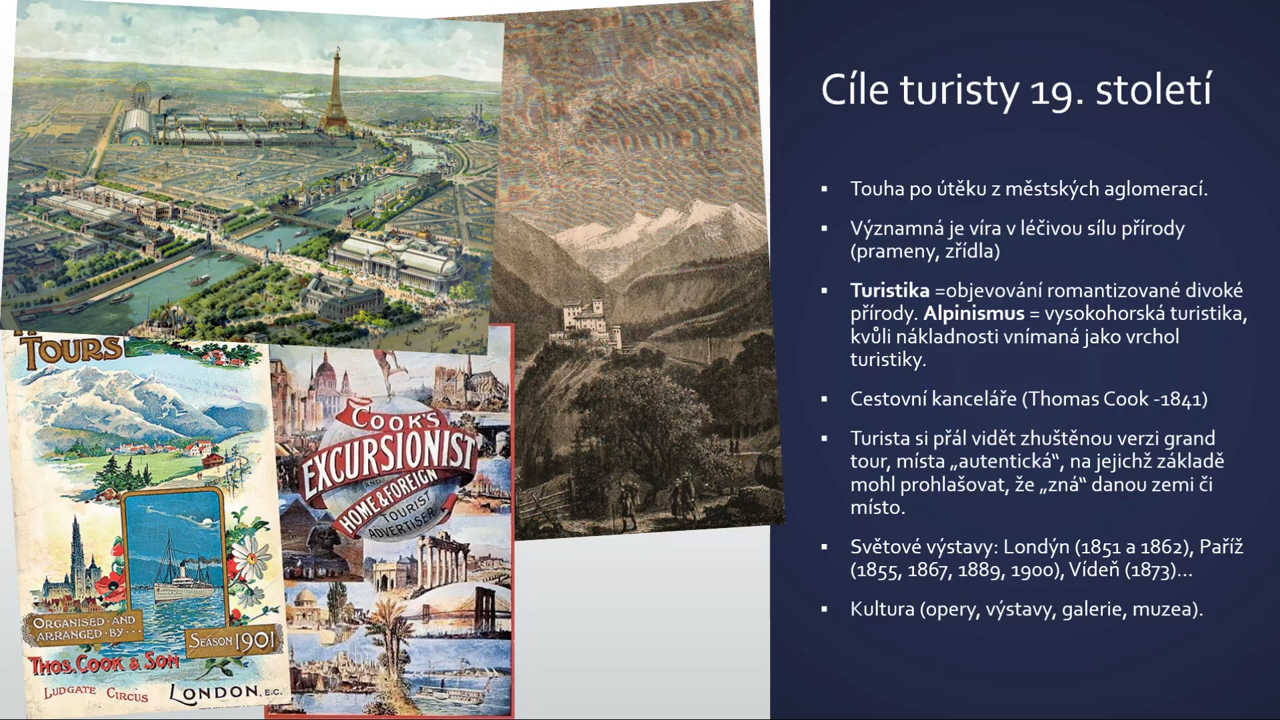 Cíle turisty 19. století
▪ Touha po útěku z městských aglomerací.
▪ Významná je víra v léčivou sílu přírody
(prameny, zřídla)
▪ Turistika =objevování romantizované divoké
přírody. Alpinismus = vysokohorská turistika,
kvůli nákladnosti vnímaná jako vrchol
turistiky.
▪ Cestovní kanceláře (Thomas Cook -1841)
▪ Turista si přál vidět zhuštěnou verzi grand
tour, místa „autentická“, na jejichž základě
mohl prohlašovat, že „zná“ danou zemi či
místo.
▪ Světové výstavy: Londýn (1851 a 1862), Paříž
(1855, 1867, 1889, 1900), Vídeň (1873)...
▪ Kultura (opery, výstavy, galerie, muzea).
TOURS
ORGANISED-AND
ARRANGED-BY...
SEASON 1901
THOS. COOK & SON
LUDGATE CIRCUS
LONDON, E.C.
COOK'S
EXCURSIONIST
AND
HOME & FOREIGN
TOURIST
ADVERTISER